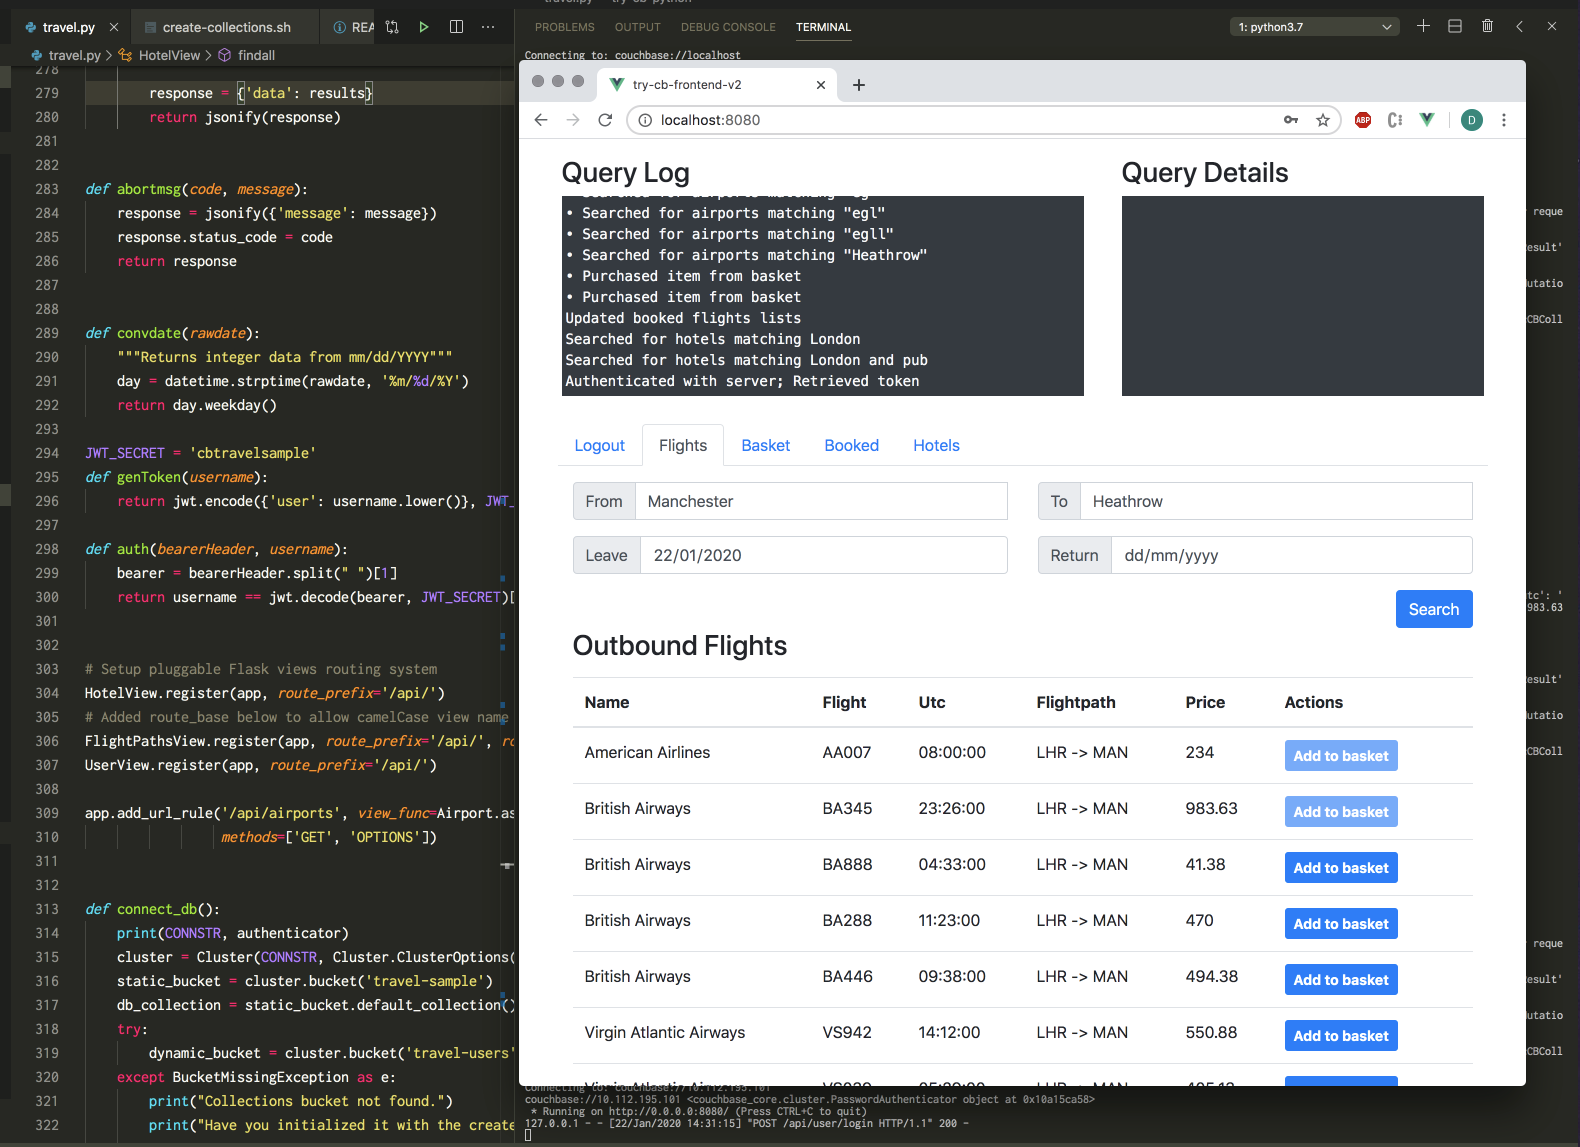 travel.py
create-collections.sh
REA
travel.py > HotelView > findall
278
279 response = {'data': results}
280 return jsonify(response)
281
282
283 def abortmsg(code, message):
284 response = jsonify({'message': message})
285 response.status_code = code
286 return response
287
288
289 def convdate(rawdate):
290 """Returns integer data from mm/dd/YYYY"""
291 day = datetime.strptime(rawdate, '%m/%d/%Y')
292 return day.weekday()
293
294 JWT_SECRET = 'cbtravelsample'
295 def genToken(username):
296 return jwt.encode({'user': username.lower()}, JWT_
297
298 def auth(bearerHeader, username):
299 bearer = bearerHeader.split(" ")[1]
300 return username == jwt.decode(bearer, JWT_SECRET)[
301
302
303 # Setup pluggable Flask views routing system
304 HotelView.register(app, route_prefix='/api/')
305 # Added route_base below to allow camelCase view name
306 FlightPathsView.register(app, route_prefix='/api/', ro
307 UserView.register(app, route_prefix='/api/')
308
309 app.add_url_rule('/api/airports', view_func=Airport.as
310 methods=['GET', 'OPTIONS'])
311
312
313 def connect_db():
314 print(CONNSTR, authenticator)
315 cluster = Cluster(CONNSTR, Cluster.ClusterOptions(
316 static_bucket = cluster.bucket('travel-sample')
317 db_collection = static_bucket.default_collection()
318 try:
319 dynamic_bucket = cluster.bucket('travel-users'
320 except BucketMissingException as e:
321 print("Collections bucket not found.")
322 print("Have you initialized it with the create
PROBLEMS OUTPUT DEBUG CONSOLE TERMINAL
1: python3.7
Connecting to: couchbase://localhost
try-cb-frontend-v2
localhost:8080
ABP
D
Query Log
• Searched for airports matching "egl"
• Searched for airports matching "egll"
• Searched for airports matching "Heathrow"
• Purchased item from basket
• Purchased item from basket
Updated booked flights lists
Searched for hotels matching London
Searched for hotels matching London and pub
Authenticated with server; Retrieved token
Query Details
Logout Flights Basket Booked Hotels
From Manchester
To Heathrow
Leave 22/01/2020
Return dd/mm/yyyy
Search
Outbound Flights
Name Flight Utc Flightpath Price Actions
American Airlines AA007 08:00:00 LHR -> MAN 234 Add to basket
British Airways BA345 23:26:00 LHR -> MAN 983.63 Add to basket
British Airways BA888 04:33:00 LHR -> MAN 41.38 Add to basket
British Airways BA288 11:23:00 LHR -> MAN 470 Add to basket
British Airways BA446 09:38:00 LHR -> MAN 494.38 Add to basket
Virgin Atlantic Airways VS942 14:12:00 LHR -> MAN 550.88 Add to basket
reque
esult'
utatio
CBColl
tc': '
983.63
esult'
utatio
CBColl
reque
esult'
utatio
CBColl
Connecting to: couchbase://10.112.195.101
couchbase://10.112.195.101 <couchbase_core.cluster.PasswordAuthenticator object at 0x10a15ca58>
* Running on http://0.0.0.0:8080/ (Press CTRL+C to quit)
127.0.0.1 - - [22/Jan/2020 14:31:15] "POST /api/user/login HTTP/1.1" 200 -